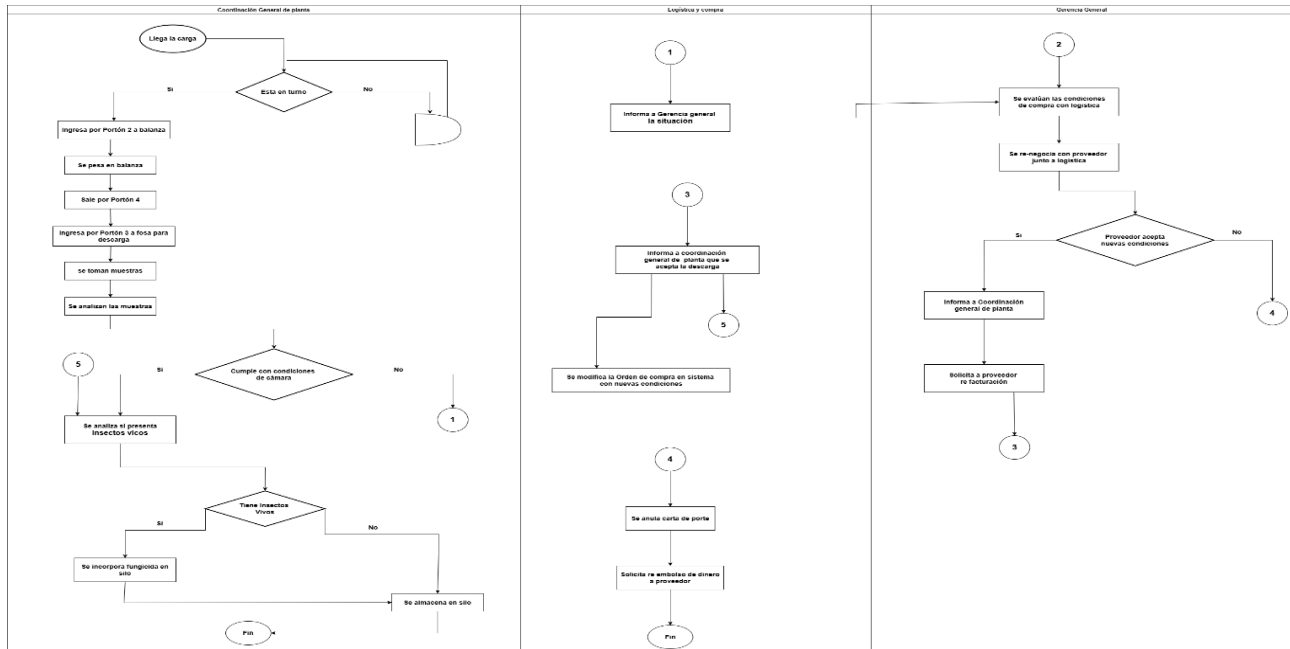 Coordinación General de planta
Llega la carga
Está en turno
Si
No
Ingresa por Portón 2 a balanza
Se pesa en balanza
Sale por Portón 4
Ingresa por Portón 3 a fosa para
descarga
se toman muestras
Se analizan las muestras
Cumple con condiciones
de cámara
Si
No
5
1
Se analiza si presenta
insectos vicos
Tiene Insectos
Vivos
Si
No
Se incorpora fungicida en
silo
Se almacena en silo
Fin
Logística y compra
1
Informa a Gerencia general
la situación
3
Informa a coordinación
general de planta que se
acepta la descarga
5
Se modifica la Orden de compra en sistema
con nuevas condiciones
4
Se anula carta de porte
Solicita re embolso de dinero
a proveedor
Fin
Gerencia General
2
Se evalúan las condiciones
de compra con logística
Se re-negocia con proveedor
junto a logística
Proveedor acepta
nuevas condiciones
Si
No
Informa a Coordinación
general de planta
4
Solicita a proveedor
re facturación
3